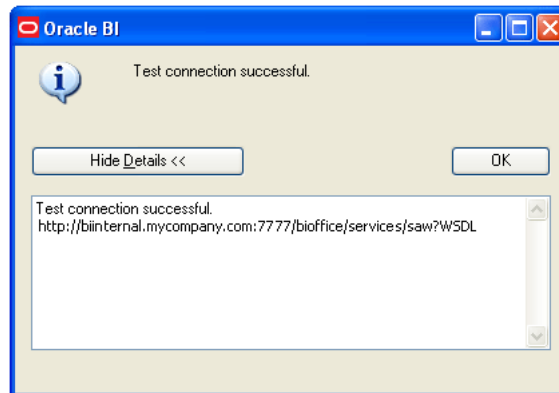 Oracle BI
Test connection successful.
Hide Details <<
OK
Test connection successful.
http://biinternal.mycompany.com:7777/bioffice/services/saw?WSDL